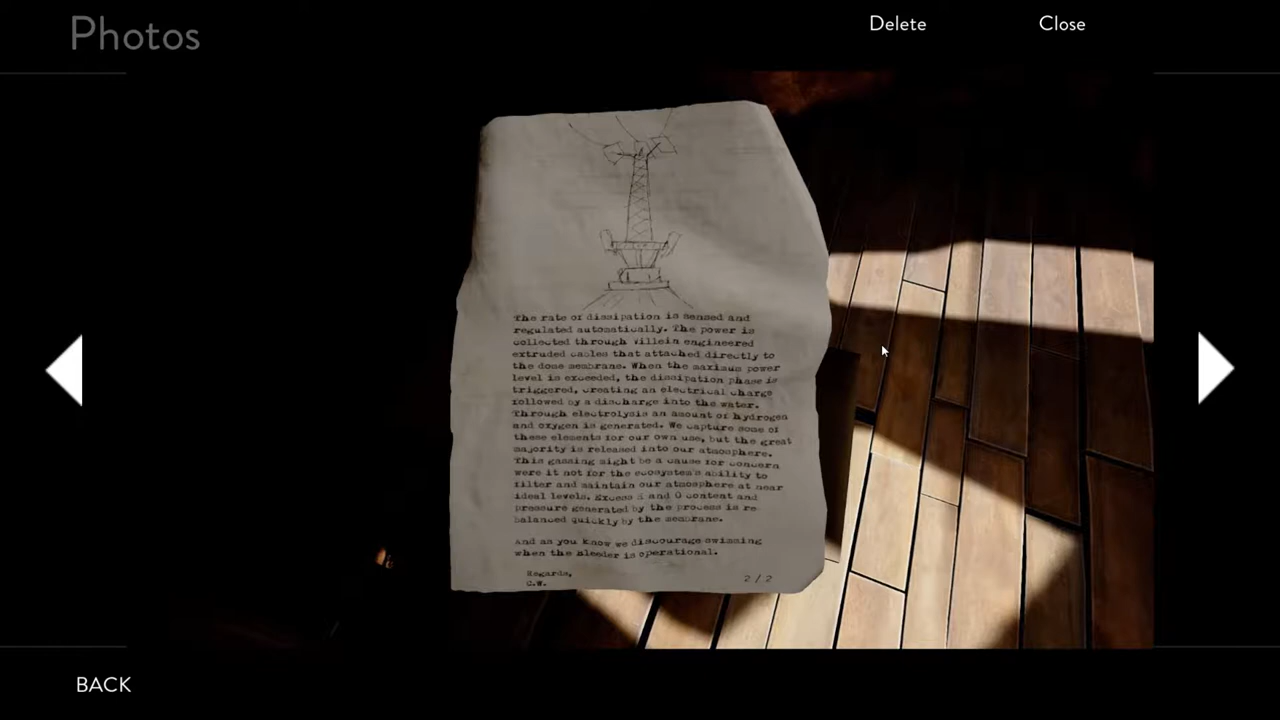 Photos
Delete
Close
The rate of dissipation is sensed and
regulated automatically. The power is
collected through Villein engineered
extruded cables that attached directly to
the dome membrane. When the maximum power
level is exceeded, the dissipation phase is
triggered, creating an electrical charge
followed by a discharge into the water.
Through electrolysis an amount of hydrogen
and oxygen is generated. We capture some of
these elements for our own use, but the great
majority is released into our atmosphere.
This gassing might be a cause for concern
were it not for the ecosystem's ability to
filter and maintain our atmosphere at near
ideal levels. Excess H and O content and
pressure generated by the process is re
balanced quickly by the membrane.
And as you know we discourage swimming
when the Bleeder is operational.
Regards,
C.W.
2/2
BACK